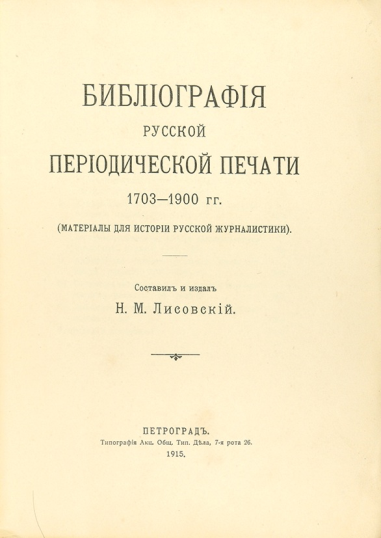 БИБЛІОГРАФІЯ
РУССКОЙ
ПЕРІОДИЧЕСКОЙ ПЕЧАТИ
1703—1900 гг.
(МАТЕРІАЛЫ ДЛЯ ИСТОРІИ РУССКОЙ ЖУРНАЛИСТИКИ).
Составилъ и издалъ
Н. М. Лисовскій.
ПЕТРОГРАДЪ.
Типографія Акц. Общ. Тип. Дѣла, 7-я рота 26.
1915.